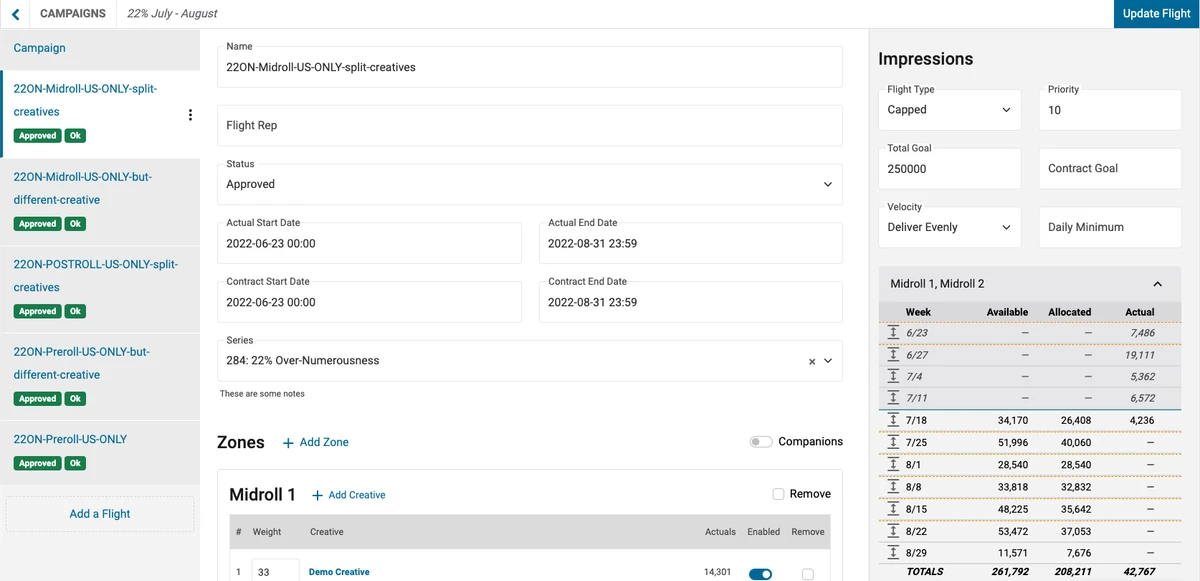 CAMPAIGNS 22% July - August Update Flight
Campaign
22ON-Midroll-US-ONLY-split-
creatives
Approved Ok
22ON-Midroll-US-ONLY-but-
different-creative
Approved Ok
22ON-POSTROLL-US-ONLY-split-
creatives
Approved Ok
22ON-Preroll-US-ONLY-but-
different-creative
Approved Ok
22ON-Preroll-US-ONLY
Approved Ok
Add a Flight
Name
22ON-Midroll-US-ONLY-split-creatives
Flight Rep
Status
Approved
Actual Start Date Actual End Date
2022-06-23 00:00 2022-08-31 23:59
Contract Start Date Contract End Date
2022-06-23 00:00 2022-08-31 23:59
Series
284: 22% Over-Numerousness
These are some notes
Zones + Add Zone Companions
Midroll 1 + Add Creative Remove
# Weight Creative Actuals Enabled Remove
1 33 Demo Creative 14,301
Impressions
Flight Type Priority
Capped 10
Total Goal
250000 Contract Goal
Velocity
Deliver Evenly Daily Minimum
Midroll 1, Midroll 2
Week Available Allocated Actual
6/23 — — 7,486
6/27 — — 19,111
7/4 — — 5,362
7/11 — — 6,572
7/18 34,170 26,408 4,236
7/25 51,996 40,060 —
8/1 28,540 28,540 —
8/8 33,818 32,832 —
8/15 48,225 35,642 —
8/22 53,472 37,053 —
8/29 11,571 7,676 —
TOTALS 261,792 208,211 42,767